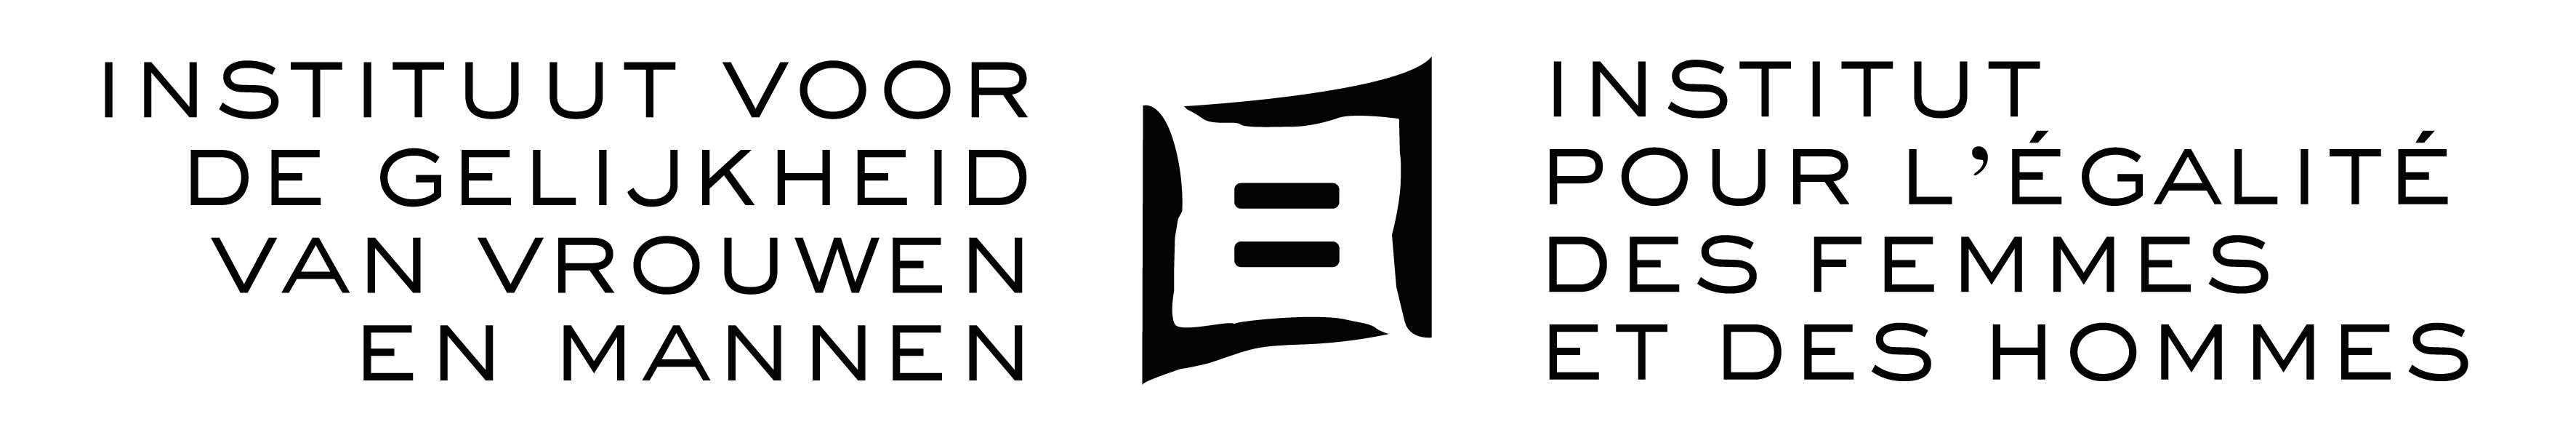 INSTITUUT VOOR
DE GELIJKHEID
VAN VROUWEN
EN MANNEN
INSTITUT
POUR L’ÉGALITÉ
DES FEMMES
ET DES HOMMES